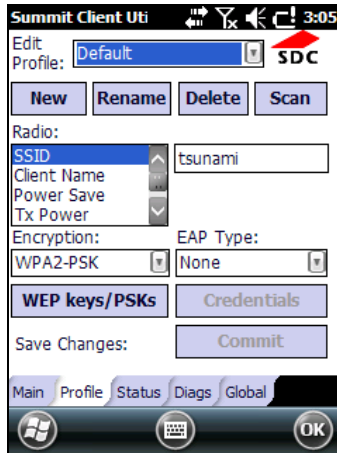 Summit Client Uti 3:05
Edit
Profile: Default
SDC
New Rename Delete Scan
Radio:
SSID tsunami
Client Name
Power Save
Tx Power
Encryption: EAP Type:
WPA2-PSK None
WEP keys/PSKs Credentials
Save Changes: Commit
Main Profile Status Diags Global
OK